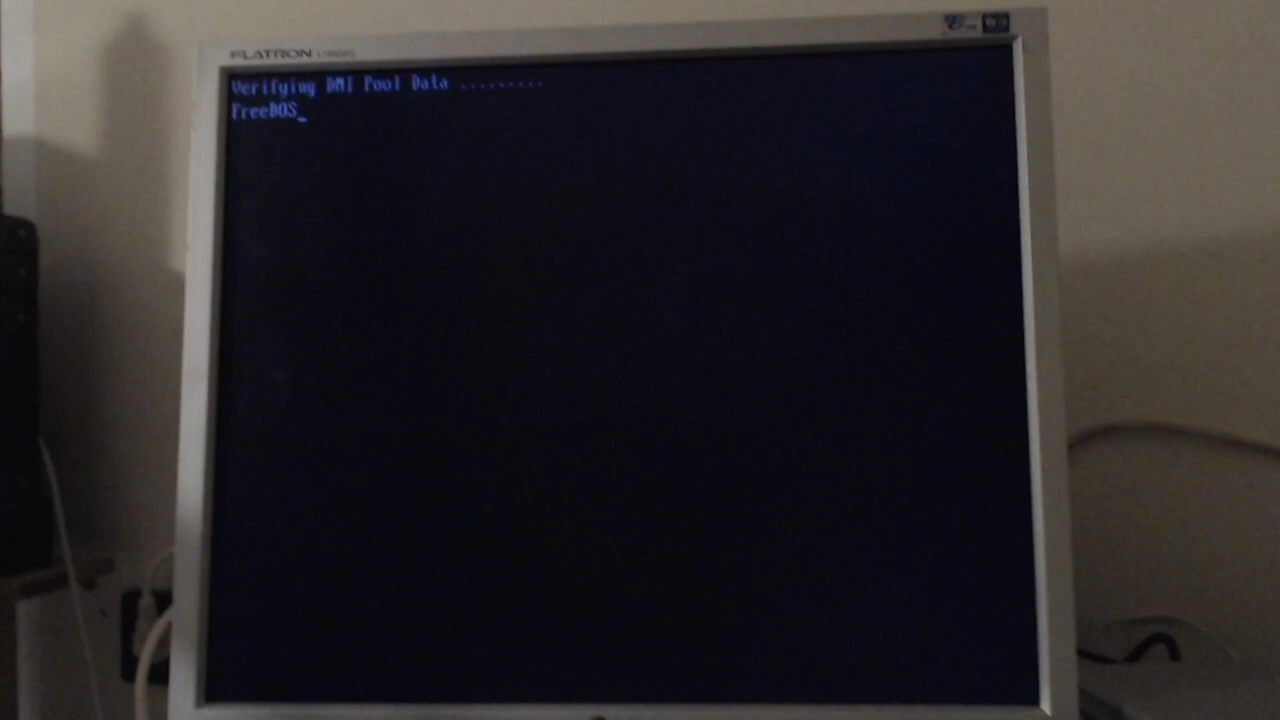 FLATRON
Verifying DMI Pool Data .........
FreeDOS_